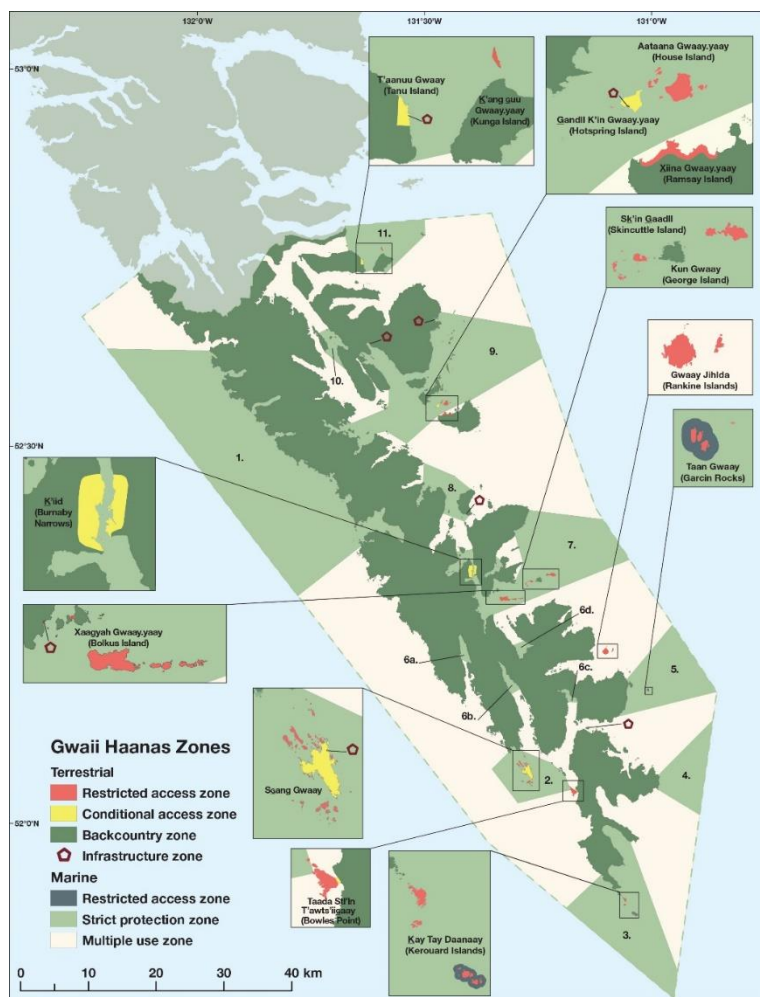 132°0'W
131°30'W
131°0'W
53°0'N
52°30'N
52°0'N
T'aanuu Gwaay
(Tanu Island)
K̲'ang guu
Gwaay.yaay
(Kunga Island)
Aataana Gwaay.yaay
(House Island)
G̲andll K'in Gwaay.yaay
(Hotspring Island)
X̲iina Gwaay.yaay
(Ramsay Island)
Sk̲'in G̲aadll
(Skincuttle Island)
Kun Gwaay
(George Island)
Gwaay Jihlda
(Rankine Islands)
Taan Gwaay
(Garcin Rocks)
K̲'iid
(Burnaby
Narrows)
Xaagyah Gwaay.yaay
(Bolkus Island)
Sg̲ang Gwaay
Taada Stl'in
T'awts'iigaay
(Bowles Point)
K̲ay Tay Daanaay
(Kerouard Islands)
11.
9.
10.
1.
8.
7.
6d.
6a.
6c.
5.
6b.
2.
4.
3.
Gwaii Haanas Zones
Terrestrial
Restricted access zone
Conditional access zone
Backcountry zone
Infrastructure zone
Marine
Restricted access zone
Strict protection zone
Multiple use zone
0 10 20 40 km